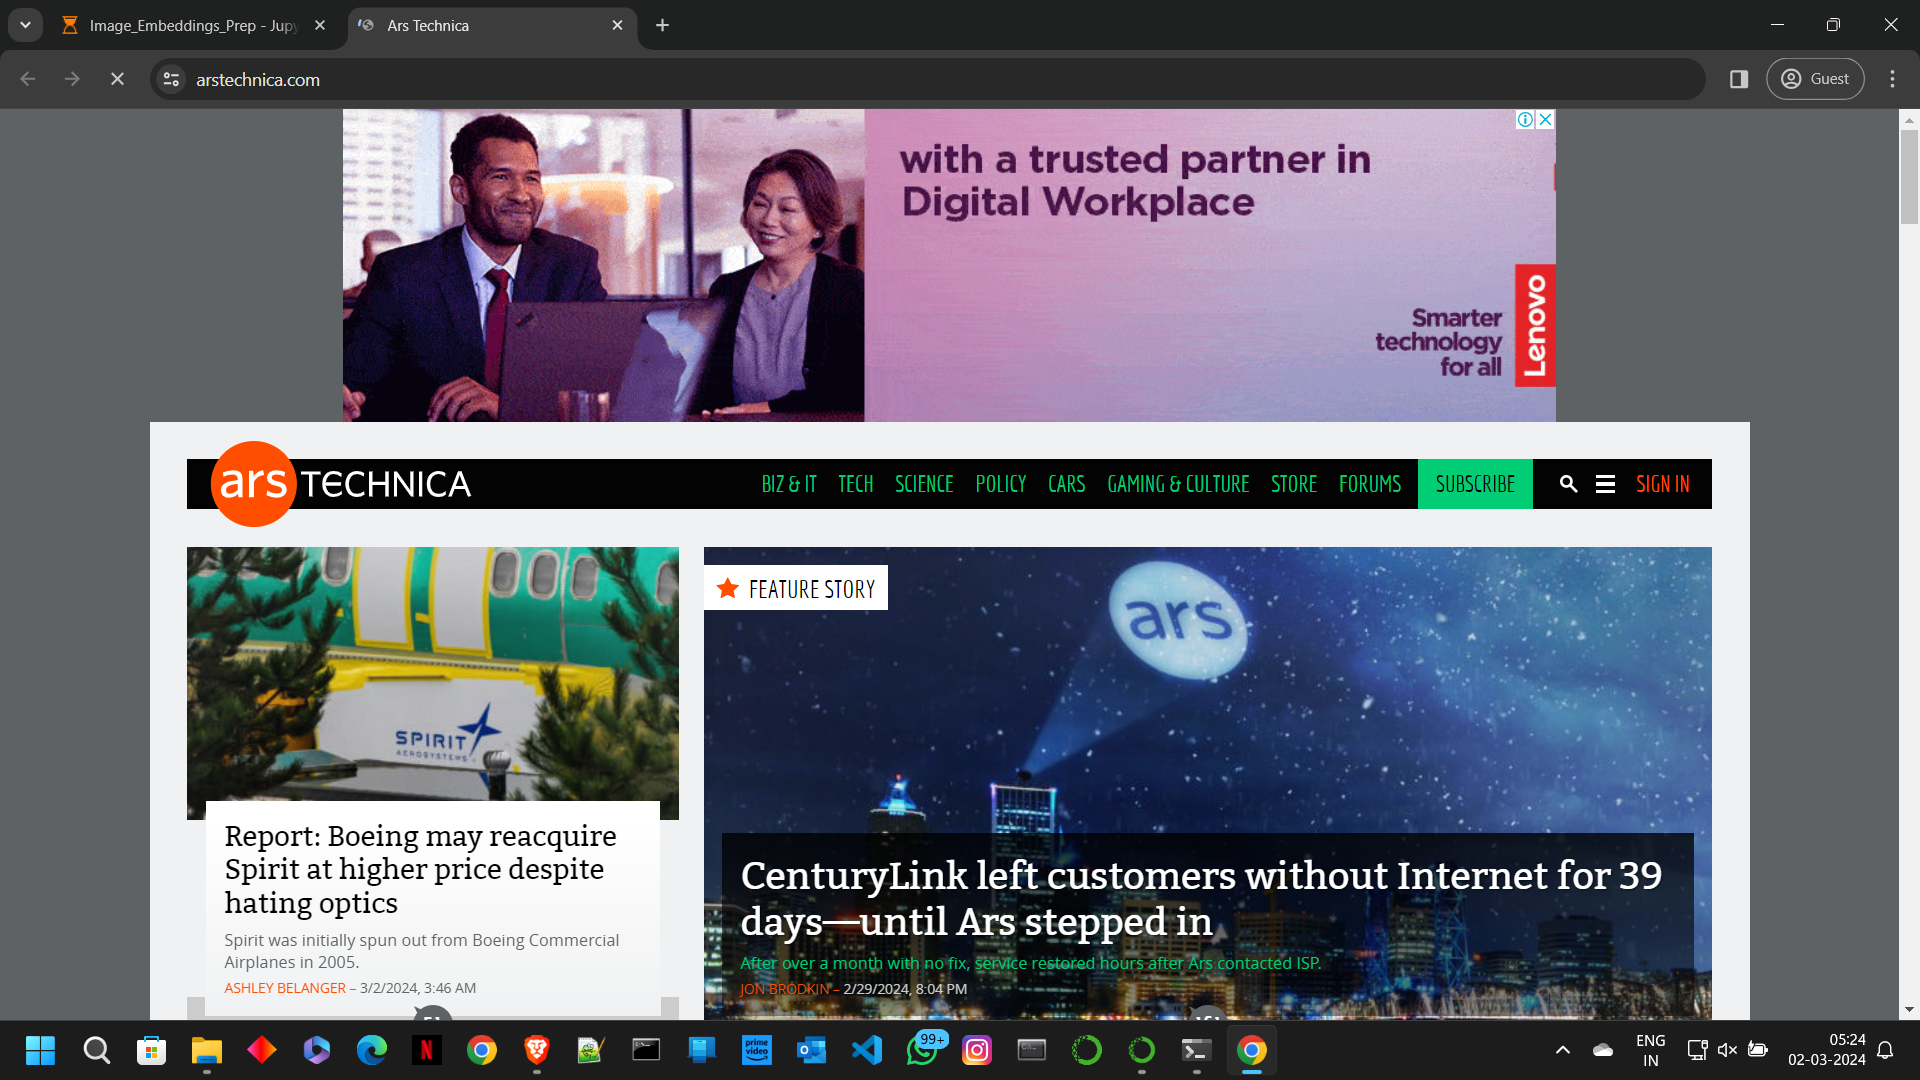 Image_Embeddings_Prep - Jupy
Ars Technica
arstechnica.com
Guest
with a trusted partner in
Digital Workplace
Smarter
technology
for all
Lenovo
ars TECHNICA
BIZ & IT TECH SCIENCE POLICY CARS GAMING & CULTURE STORE FORUMS SUBSCRIBE SIGN IN
SPIRIT
AEROSYSTEMS
Report: Boeing may reacquire
Spirit at higher price despite
hating optics
Spirit was initially spun out from Boeing Commercial
Airplanes in 2005.
ASHLEY BELANGER – 3/2/2024, 3:46 AM
FEATURE STORY
ars
CenturyLink left customers without Internet for 39
days—until Ars stepped in
After over a month with no fix, service restored hours after Ars contacted ISP.
JON BRODKIN – 2/29/2024, 8:04 PM
N
prime
video
99+
ENG
IN
05:24
02-03-2024